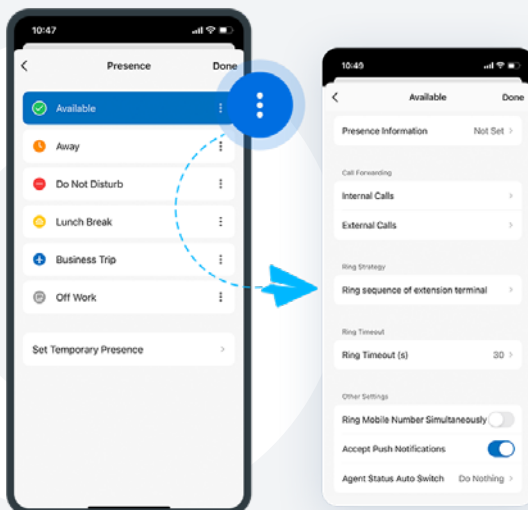 10:47
Presence
Done
Available
Away
Do Not Disturb
Lunch Break
Business Trip
Off Work
Set Temporary Presence
10:49
Available
Done
Presence Information
Not Set
Call Forwarding
Internal Calls
External Calls
Ring Strategy
Ring sequence of extension terminal
Ring Timeout
Ring Timeout (s)
30
Other Settings
Ring Mobile Number Simultaneously
Accept Push Notifications
Agent Status Auto Switch
Do Nothing